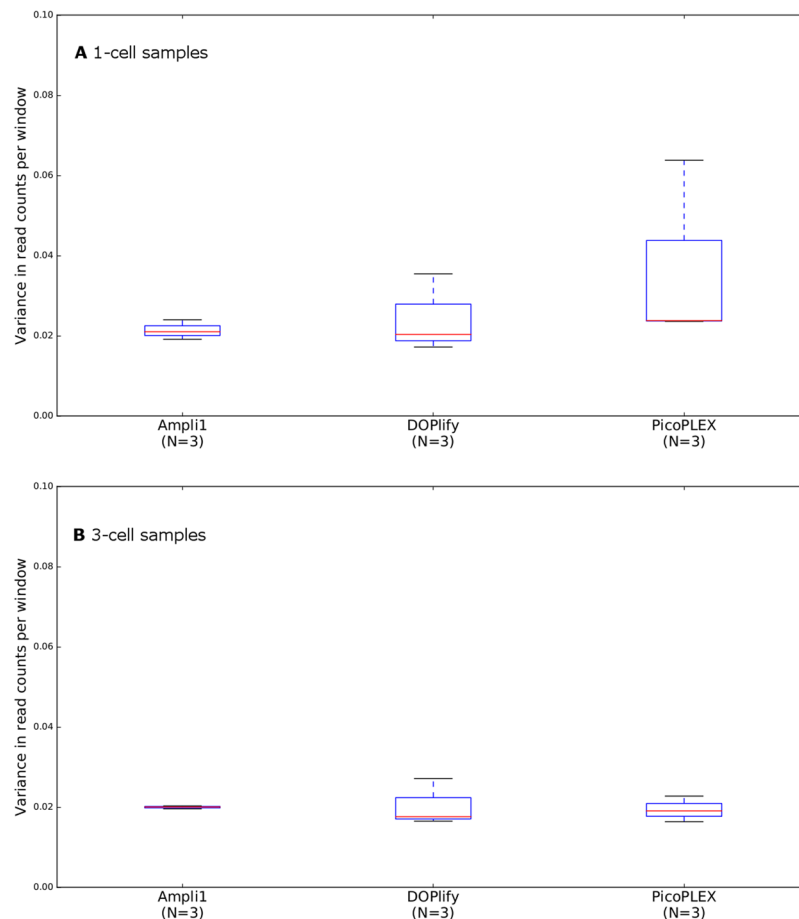 0.10
A 1-cell samples
0.08
0.06
0.04
0.02
0.00
Variance in read counts per window
Ampli1 DOPlify PicoPLEX
(N=3) (N=3) (N=3)
0.10
B 3-cell samples
0.08
0.06
0.04
0.02
0.00
Variance in read counts per window
Ampli1 DOPlify PicoPLEX
(N=3) (N=3) (N=3)